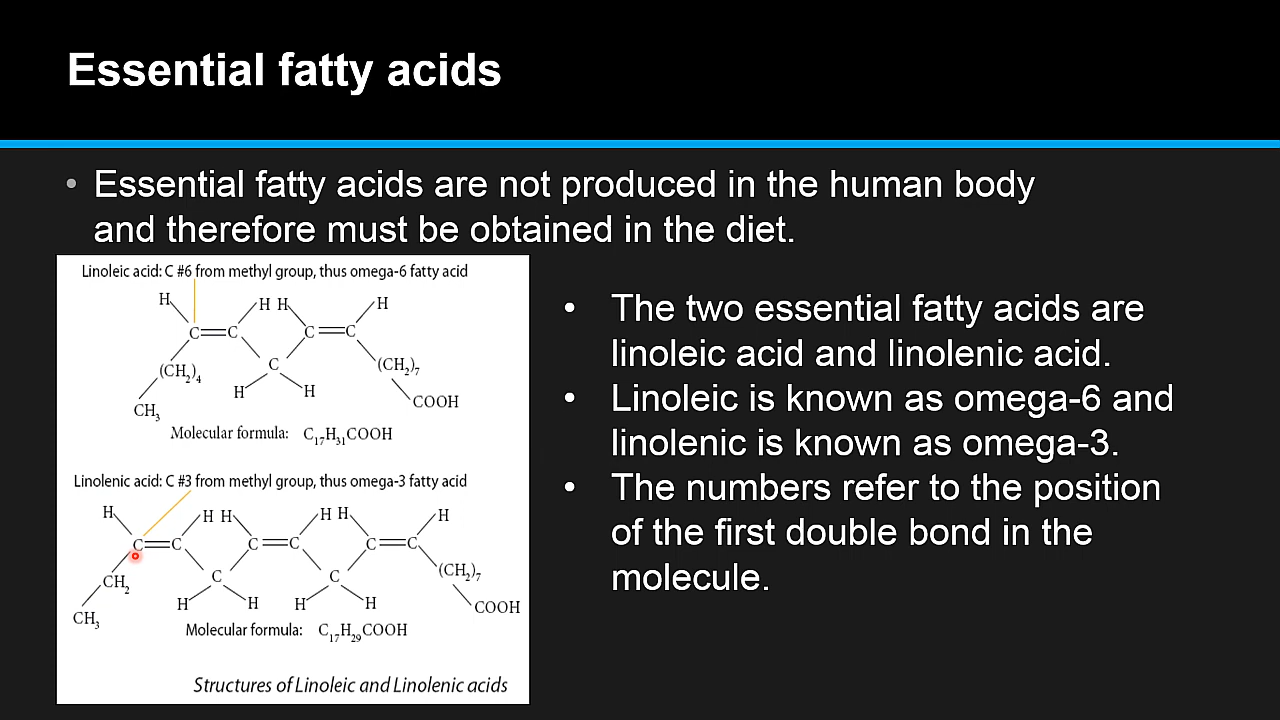 Essential fatty acids
• Essential fatty acids are not produced in the human body
and therefore must be obtained in the diet.
Linoleic acid: C #6 from methyl group, thus omega-6 fatty acid
H H H H
C C C C
(CH₂)₄ C (CH₂)₇
H H
CH₃ COOH
Molecular formula: C₁₇H₃₁COOH
Linolenic acid: C #3 from methyl group, thus omega-3 fatty acid
H H H H H H
C C C C C C
CH₂ C C (CH₂)₇
H H H H
CH₃ COOH
Molecular formula: C₁₇H₂₉COOH
Structures of Linoleic and Linolenic acids
• The two essential fatty acids are
linoleic acid and linolenic acid.
• Linoleic is known as omega-6 and
linolenic is known as omega-3.
• The numbers refer to the position
of the first double bond in the
molecule.